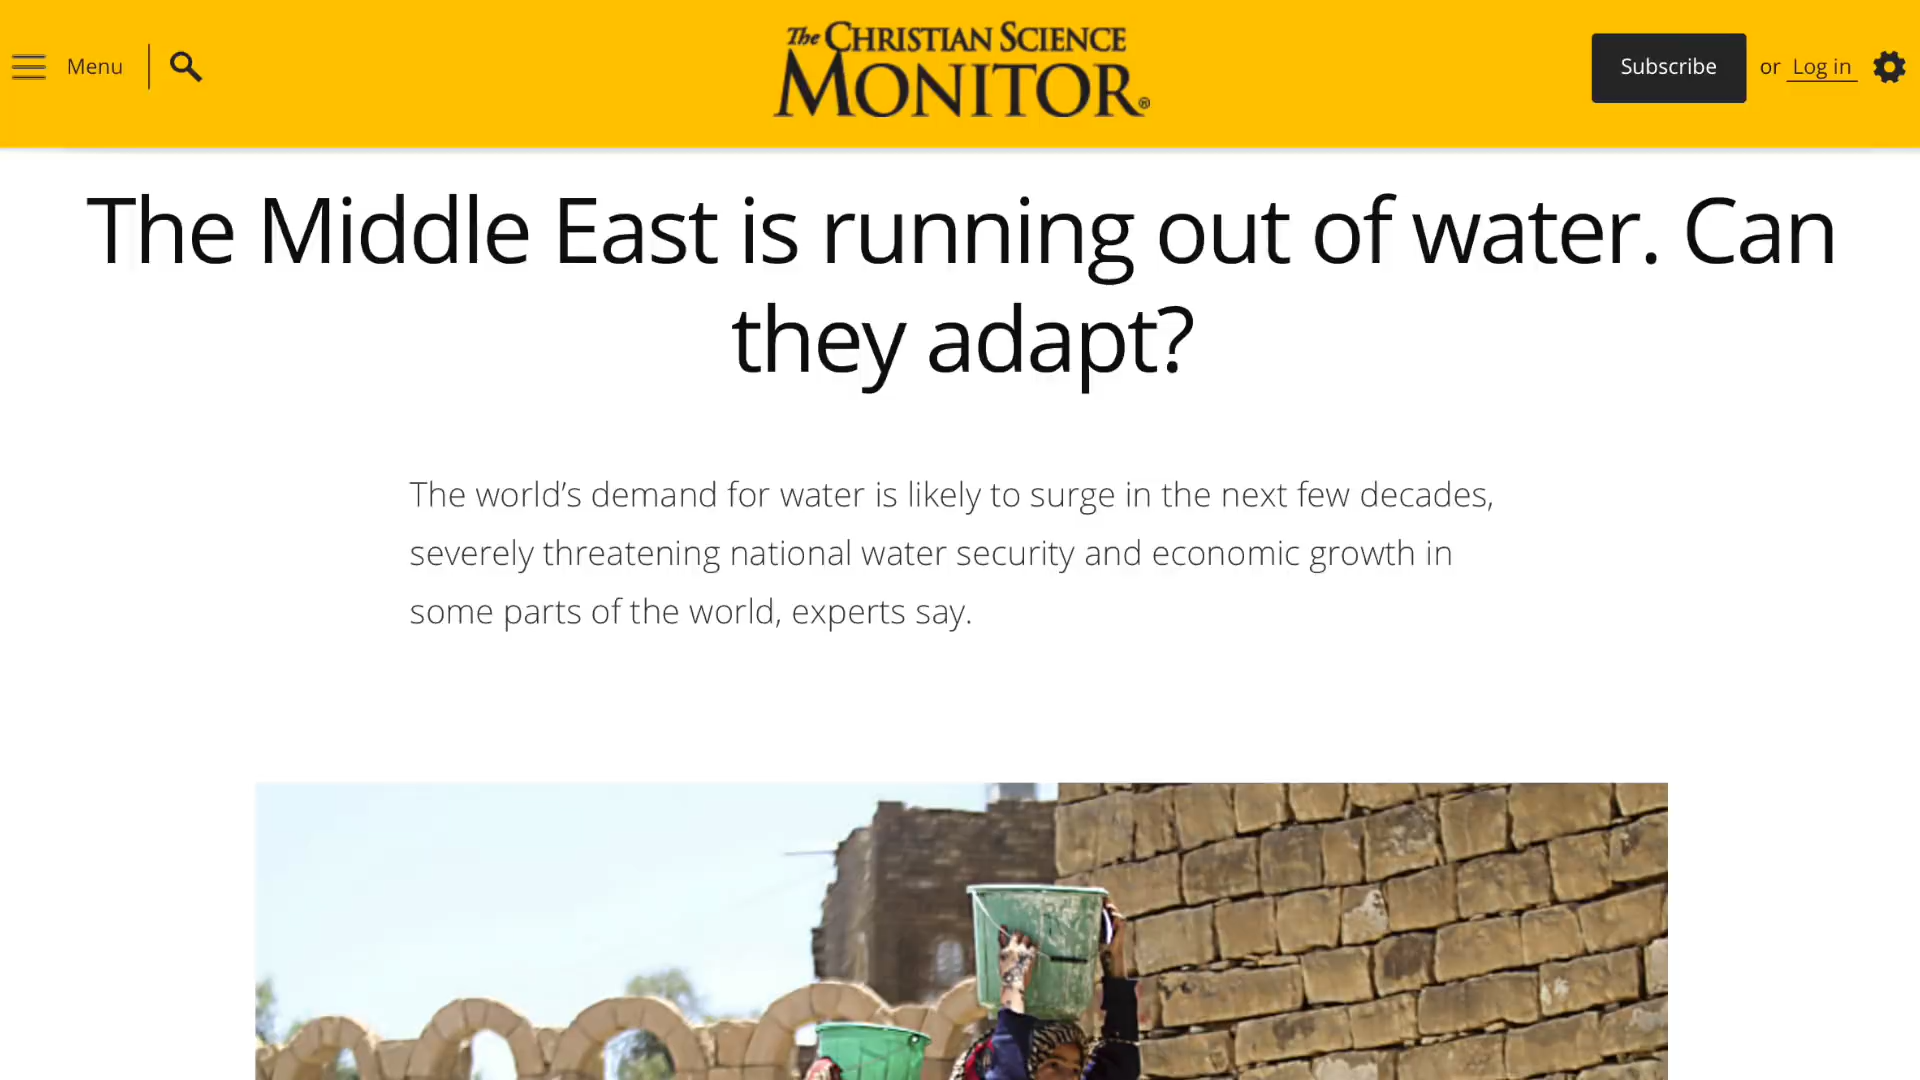 Menu
The CHRISTIAN SCIENCE
MONITOR®
Subscribe or Log in
The Middle East is running out of water. Can
they adapt?
The world’s demand for water is likely to surge in the next few decades,
severely threatening national water security and economic growth in
some parts of the world, experts say.